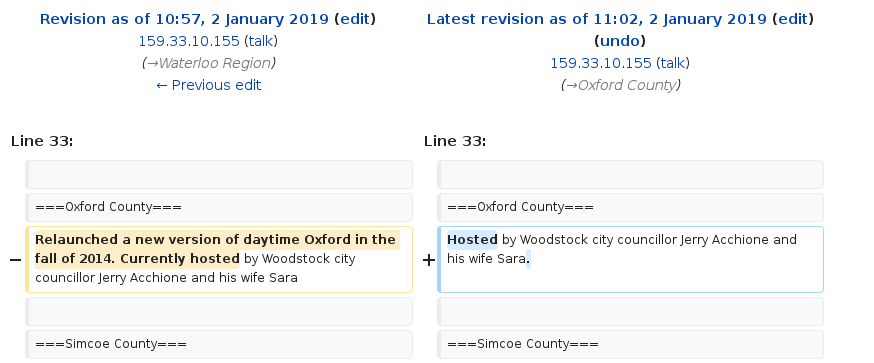 Revision as of 10:57, 2 January 2019 (edit)
159.33.10.155 (talk)
(→Waterloo Region)
← Previous edit
Latest revision as of 11:02, 2 January 2019 (edit)
(undo)
159.33.10.155 (talk)
(→Oxford County)
Line 33:
Line 33:
===Oxford County===
===Oxford County===
− Relaunched a new version of daytime Oxford in the
fall of 2014. Currently hosted by Woodstock city
councillor Jerry Acchione and his wife Sara
+ Hosted by Woodstock city councillor Jerry Acchione and
his wife Sara.
===Simcoe County===
===Simcoe County===